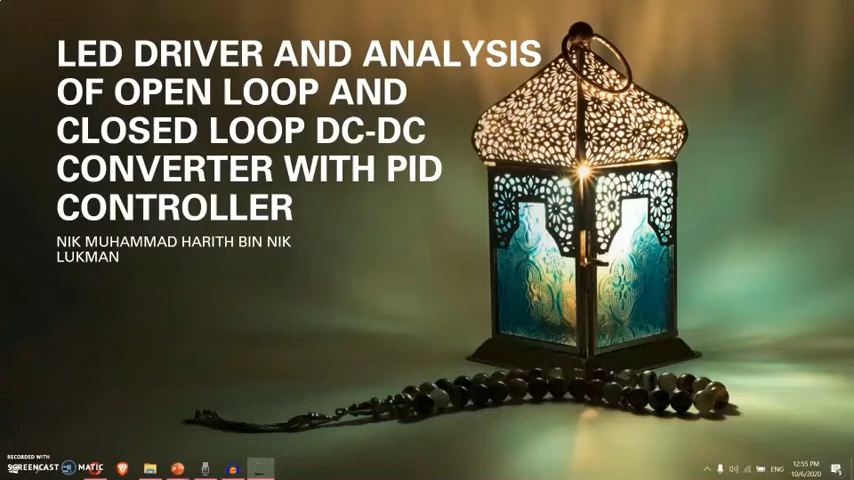 LED DRIVER AND ANALYSIS
OF OPEN LOOP AND
CLOSED LOOP DC-DC
CONVERTER WITH PID
CONTROLLER
NIK MUHAMMAD HARITH BIN NIK
LUKMAN
RECORDED WITH
SCREENCAST MATIC
ENG
12:55 PM
10/6/2020